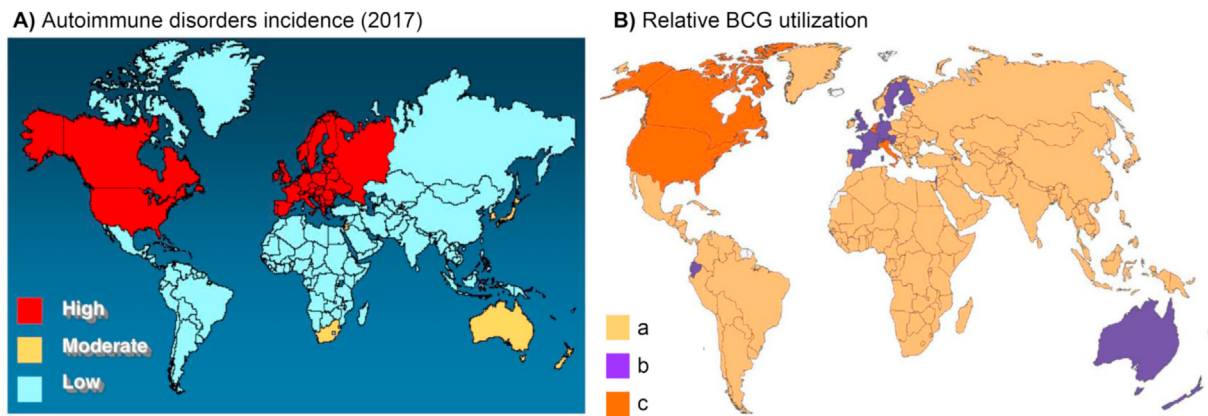 A) Autoimmune disorders incidence (2017)
High
Moderate
Low
B) Relative BCG utilization
a
b
c